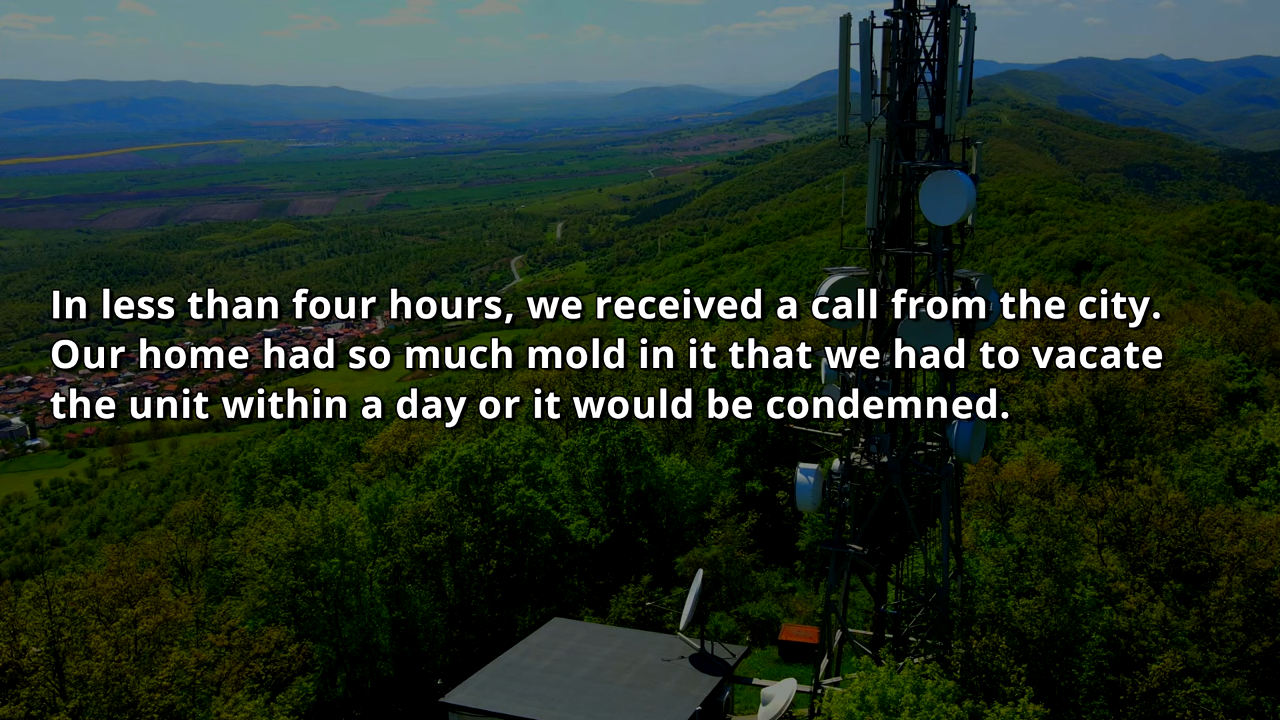 In less than four hours, we received a call from the city.
Our home had so much mold in it that we had to vacate
the unit within a day or it would be condemned.